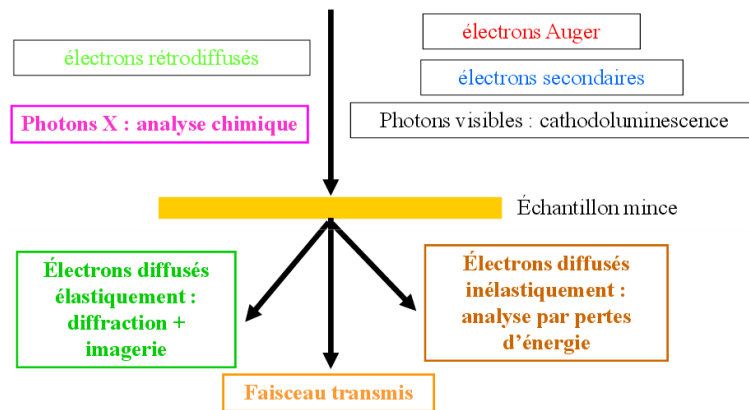 électrons Auger
électrons rétrodiffusés
électrons secondaires
Photons X : analyse chimique
Photons visibles : cathodoluminescence
Échantillon mince
Électrons diffusés
élastiquement :
diffraction +
imagerie
Électrons diffusés
inélastiquement :
analyse par pertes
d’énergie
Faisceau transmis